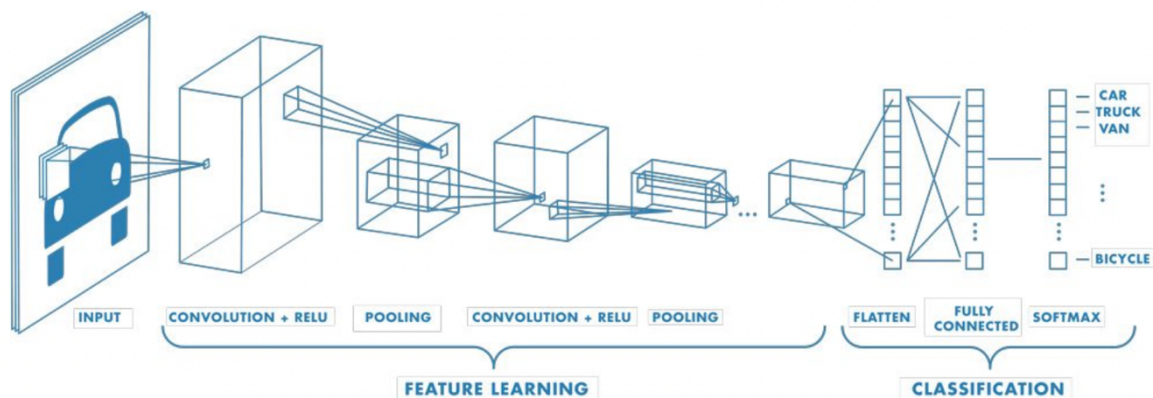 CAR
TRUCK
VAN
BICYCLE
INPUT
CONVOLUTION + RELU
POOLING
CONVOLUTION + RELU
POOLING
FLATTEN
FULLY
CONNECTED
SOFTMAX
FEATURE LEARNING
CLASSIFICATION